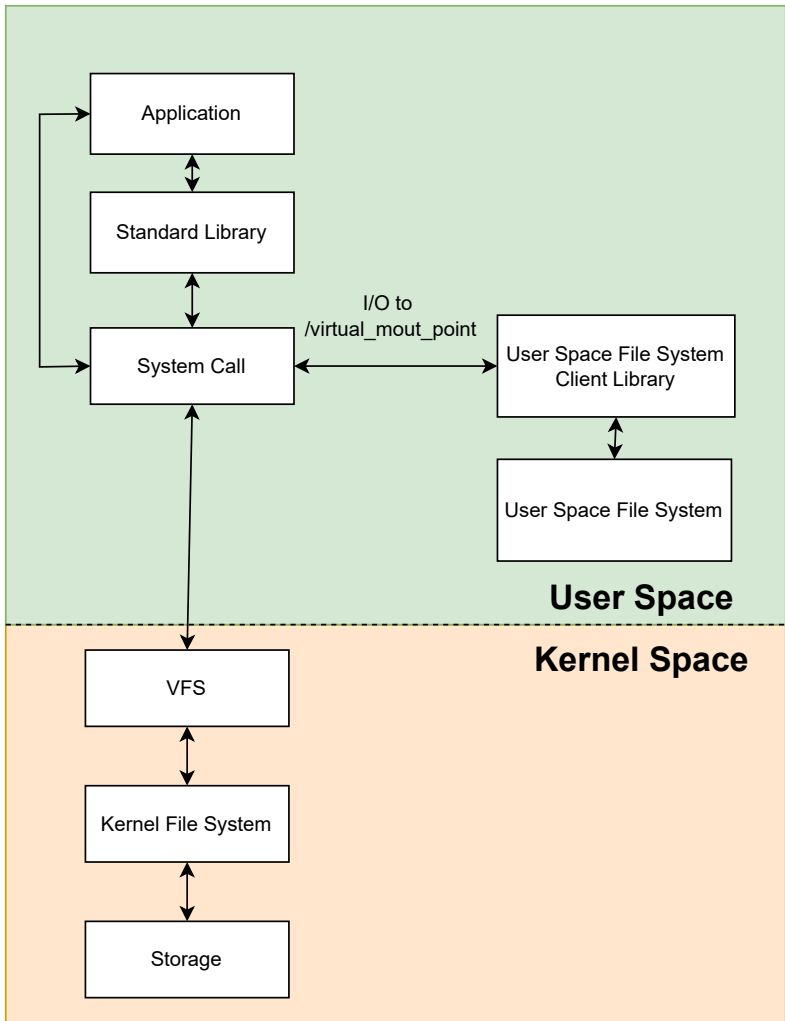 Application
Standard Library
I/O to
/virtual_mout_point
System Call
User Space File System
Client Library
User Space File System
User Space
Kernel Space
VFS
Kernel File System
Storage